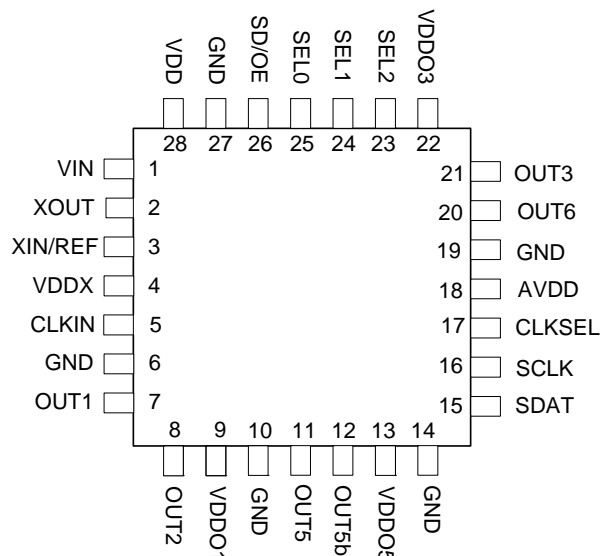 VDD
GND
SD/OE
SEL0
SEL1
SEL2
VDDO3
28
27
26
25
24
23
22
VIN 1
XOUT 2
XIN/REF 3
VDDX 4
CLKIN 5
GND 6
OUT1 7
21 OUT3
20 OUT6
19 GND
18 AVDD
17 CLKSEL
16 SCLK
15 SDAT
8
9
10
11
12
13
14
OUT2
GND
OUT5
OUT5b
VDDO5
GND